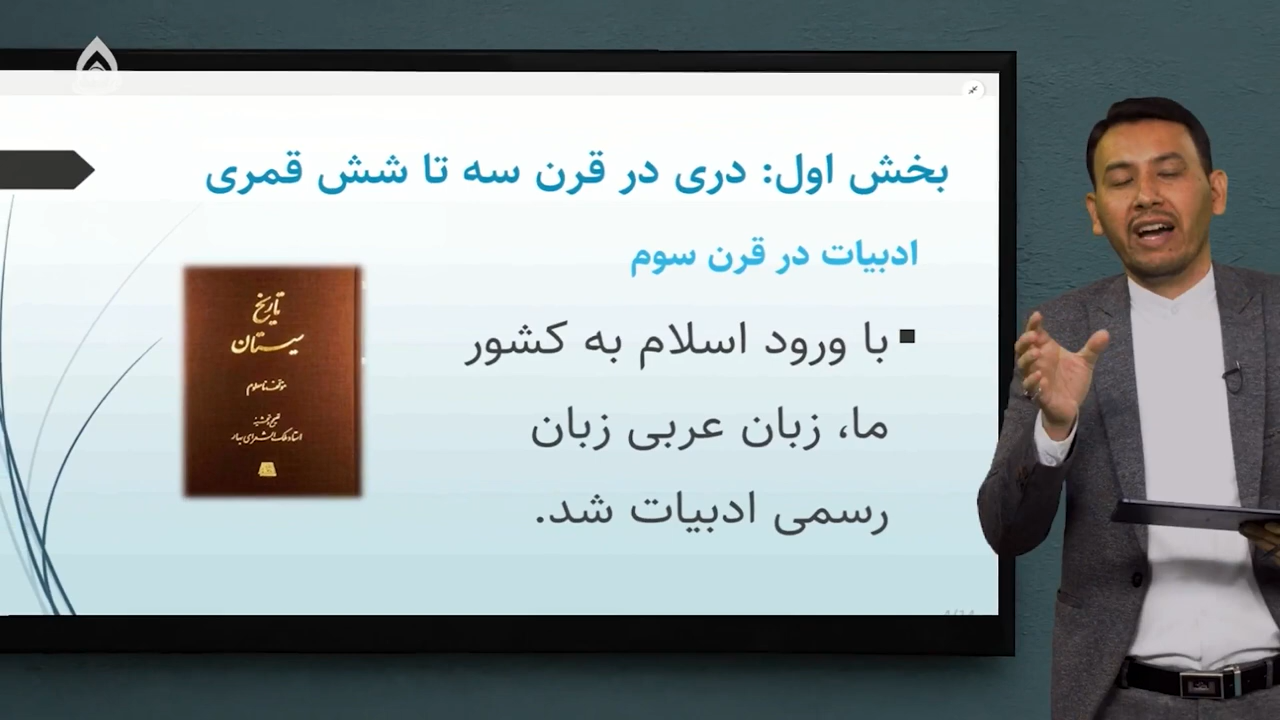 بخش اول: دری در قرن سه تا شش قمری
ادبیات در قرن سوم
با ورود اسلام به کشور
ما، زبان عربی زبان
رسمی ادبیات شد.
تاریخ
سیستان